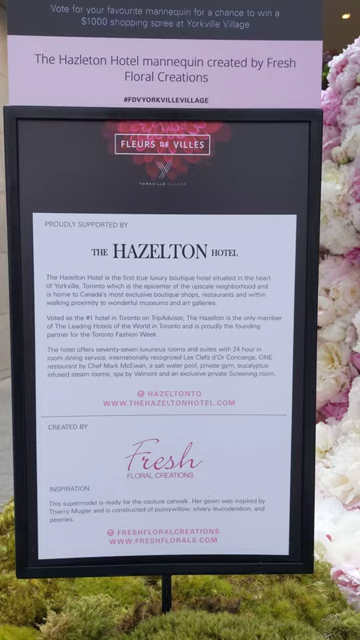 Vote for your favourite mannequin for a chance to win a
$1000 shopping spree at Yorkville Village
The Hazleton Hotel mannequin created by Fresh
Floral Creations
#FDVYORKVILLEVILLAGE
FLEURS DE VILLES
YORKVILLE VILLAGE
PROUDLY SUPPORTED BY
THE HAZELTON HOTEL
The Hazelton Hotel is the first true luxury boutique hotel situated in the heart
of Yorkville, Toronto which is the epicenter of the upscale neighborhood and
is home to Canada's most exclusive boutique shops, restaurants and within
walking proximity to wonderful museums and art galleries.
Voted as the #1 hotel in Toronto on TripAdvisor, The Hazelton is the only member
of The Leading Hotels of the World in Toronto and is proudly the founding
partner for the Toronto Fashion Week.
The hotel offers seventy-seven luxurious rooms and suites with 24 hour in
room dining service, internationally recognized Les Clefs d'Or Concierge, ONE
restaurant by Chef Mark McEwan, a salt water pool, private gym, eucalyptus
infused steam rooms, spa by Valmont and an exclusive private Screening room.
@ HAZELTONTO
WWW.THEHAZELTONHOTEL.COM
CREATED BY
Fresh
FLORAL CREATIONS
INSPIRATION
This supermodel is ready for the couture catwalk. Her gown was inspired by
Thierry Mugler and is constructed of pussywillow, silvery leucodendron, and
peonies.
@ FRESHFLORALCREATIONS
WWW.FRESHFLORALS.COM